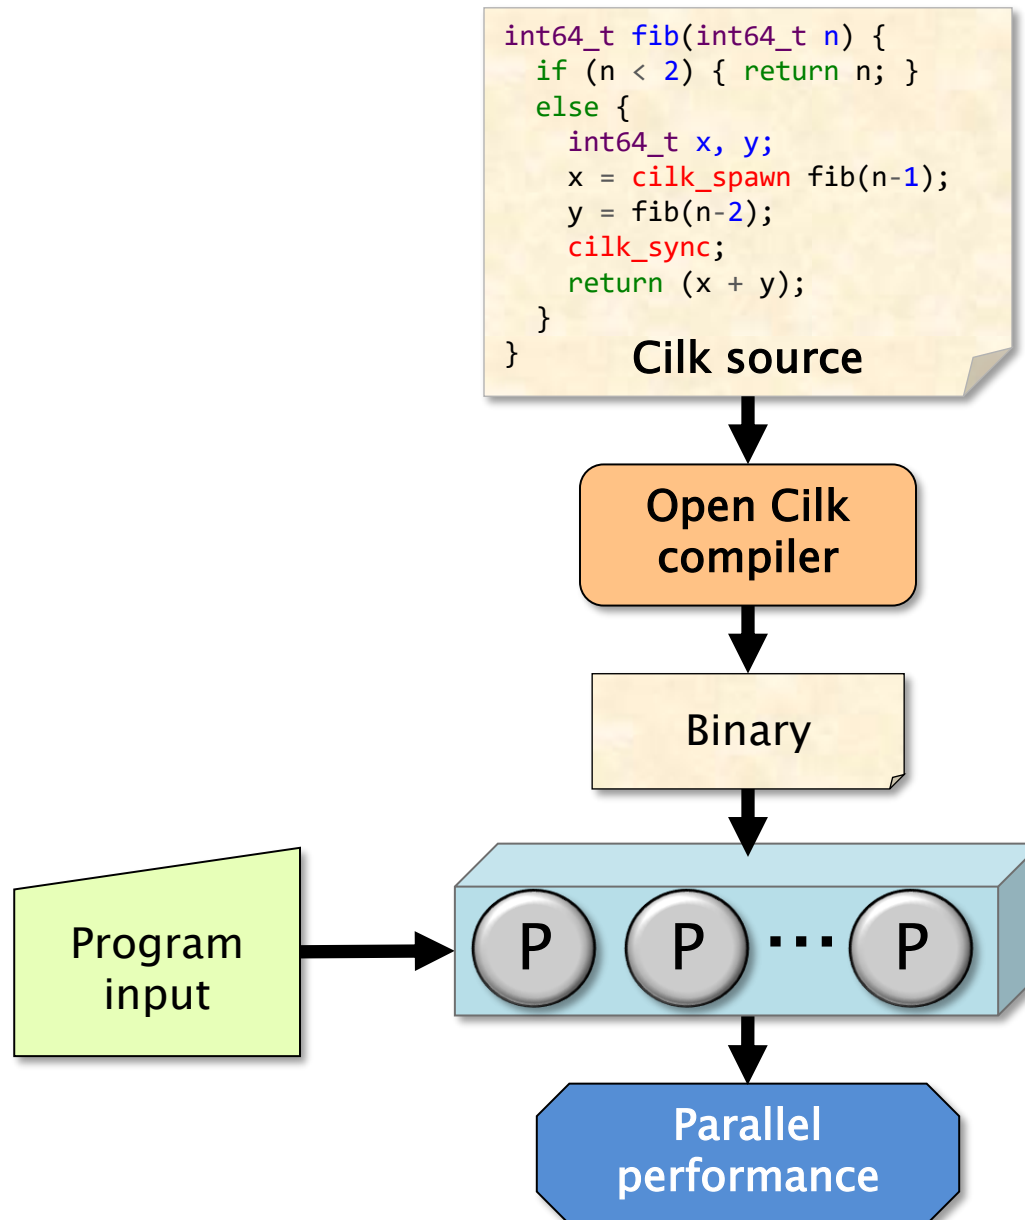 int64_t fib(int64_t n) {
  if (n < 2) { return n; }
  else {
    int64_t x, y;
    x = cilk_spawn fib(n-1);
    y = fib(n-2);
    cilk_sync;
    return (x + y);
  }
}
Cilk source
Open Cilk
compiler
Binary
Program
input
P P ... P
Parallel
performance